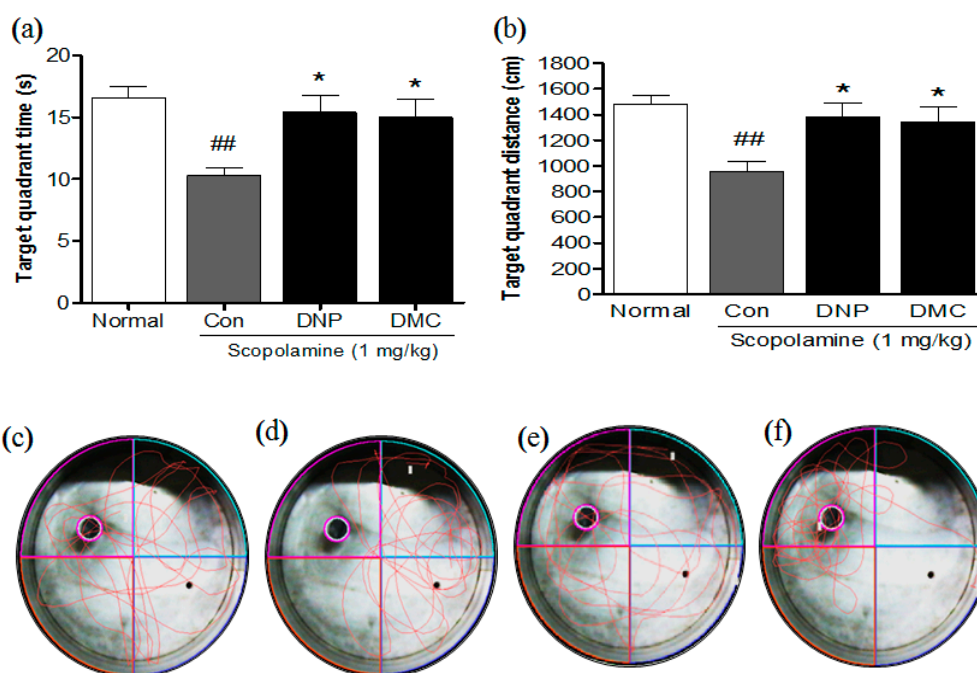 (a)
Target quadrant time (s)
20
15
10
5
0
##
*
*
Normal
Con
DNP
DMC
Scopolamine (1 mg/kg)
(b)
Target quadrant distance (cm)
1800
1600
1400
1200
1000
800
600
400
200
0
##
*
*
Normal
Con
DNP
DMC
Scopolamine (1 mg/kg)
(c)
(d)
(e)
(f)